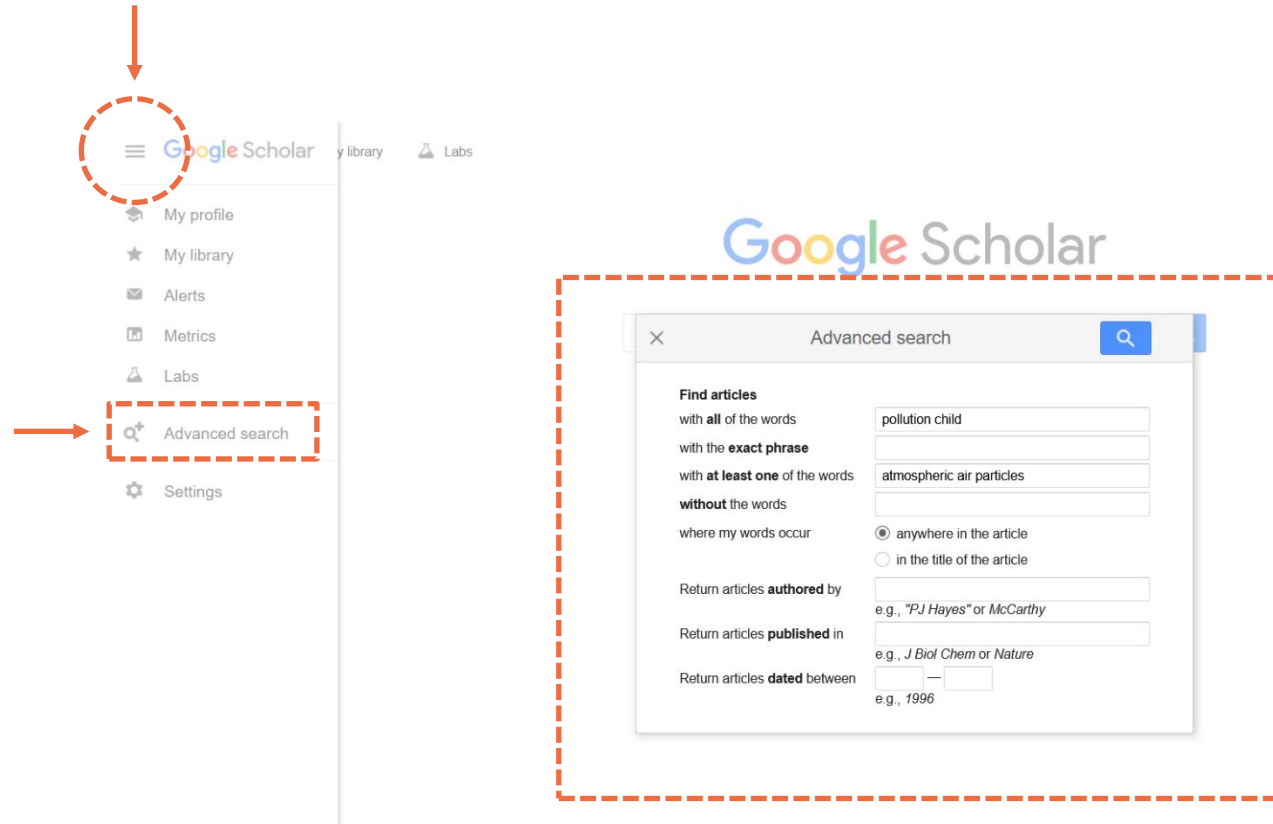 Google Scholar y library Labs
My profile
My library
Alerts
Metrics
Labs
Advanced search
Settings
Google Scholar
Advanced search
Find articles
with all of the words pollution child
with the exact phrase
with at least one of the words atmospheric air particles
without the words
where my words occur anywhere in the article
in the title of the article
Return articles authored by
e.g., "PJ Hayes" or McCarthy
Return articles published in
e.g., J Biol Chem or Nature
Return articles dated between —
e.g., 1996